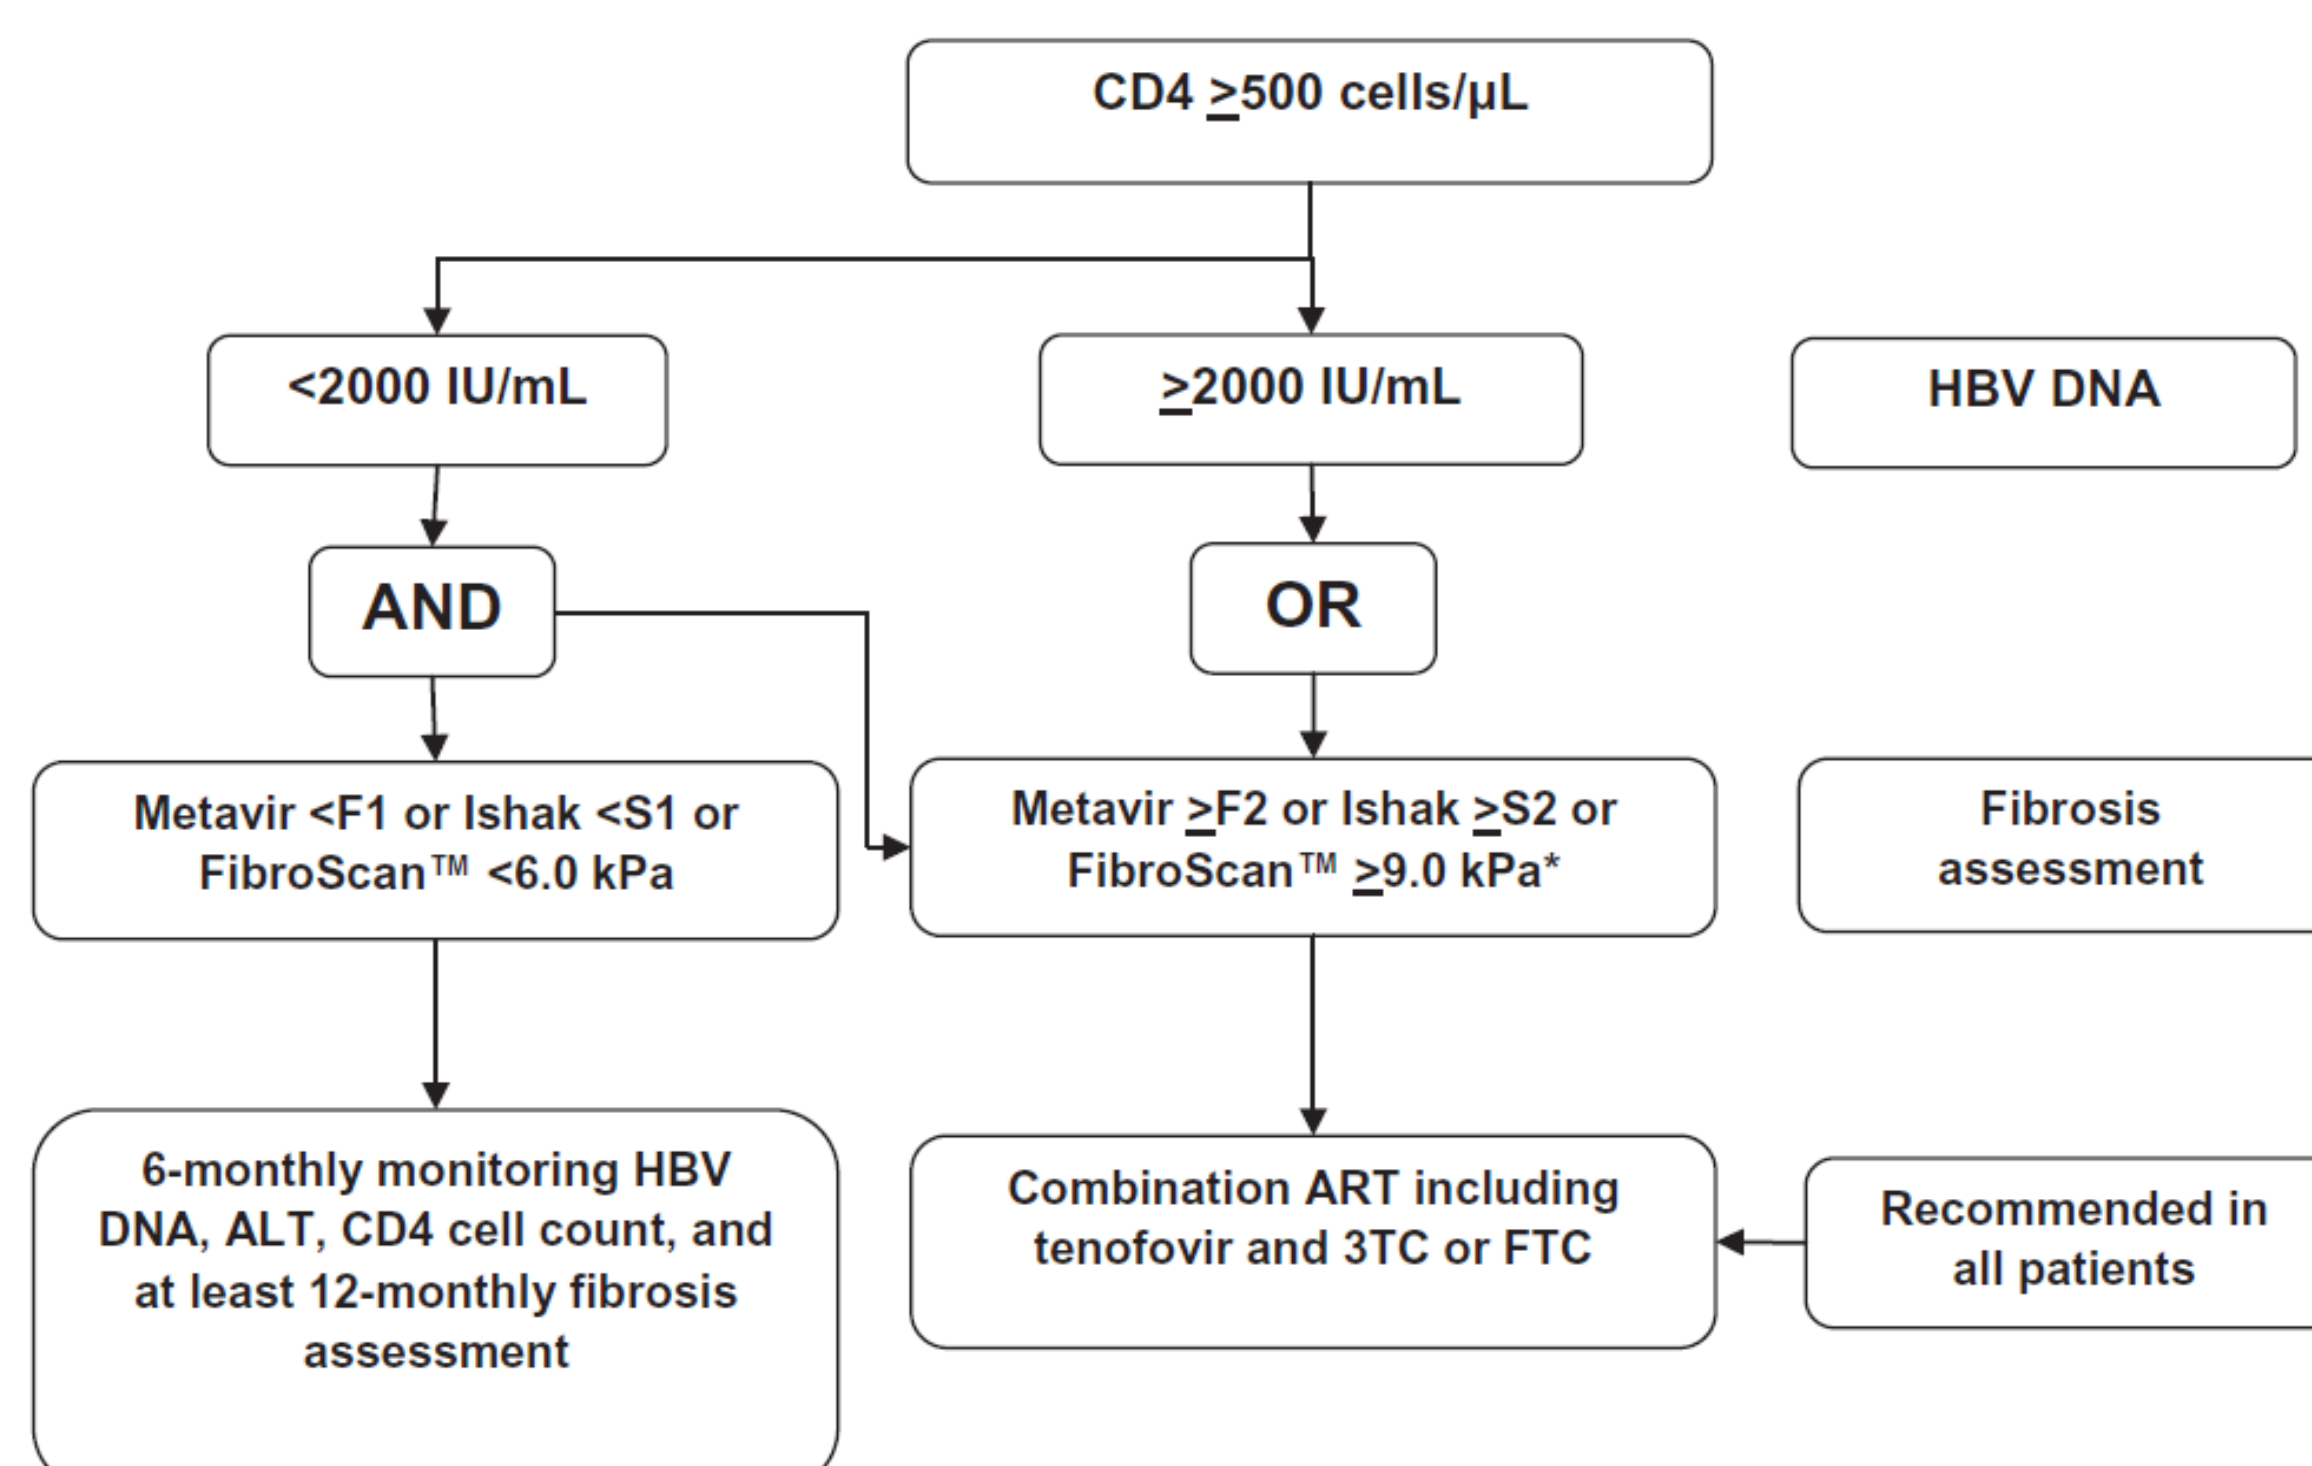 CD4 ≥500 cells/µL
<2000 IU/mL
≥2000 IU/mL
HBV DNA
AND
OR
Metavir <F1 or Ishak <S1 or
FibroScan™ <6.0 kPa
Metavir ≥F2 or Ishak ≥S2 or
FibroScan™ ≥9.0 kPa*
Fibrosis
assessment
6-monthly monitoring HBV
DNA, ALT, CD4 cell count, and
at least 12-monthly fibrosis
assessment
Combination ART including
tenofovir and 3TC or FTC
Recommended in
all patients